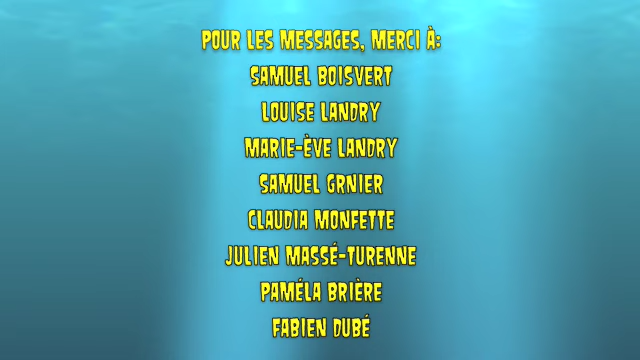 POUR LES MESSAGES, MERCI À:
SAMUEL BOISVERT
LOUISE LANDRY
MARIE-ÈVE LANDRY
SAMUEL GRNIER
CLAUDIA MONFETTE
JULIEN MASSÉ-TURENNE
PAMÉLA BRIÈRE
FABIEN DUBÉ